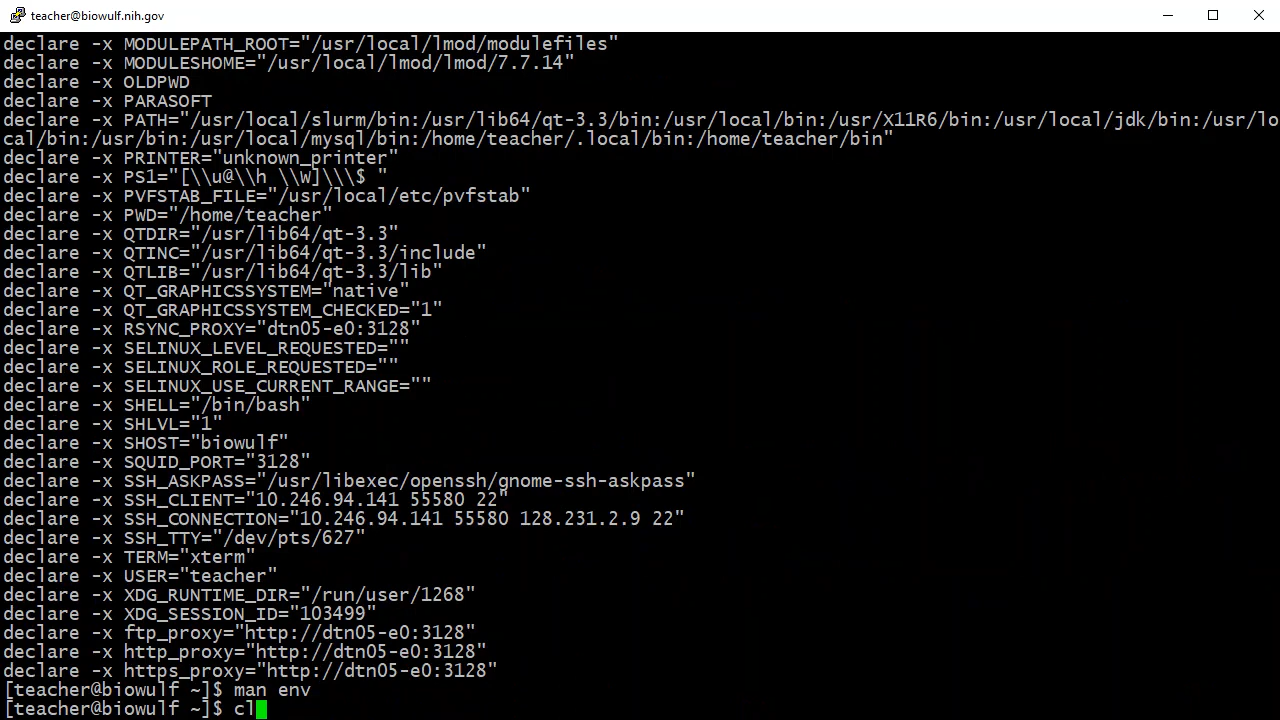 teacher@biowulf.nih.gov
declare -x MODULEPATH_ROOT="/usr/local/lmod/modulefiles"
declare -x MODULESHOME="/usr/local/lmod/lmod/7.7.14"
declare -x OLDPWD
declare -x PARASOFT
declare -x PATH="/usr/local/slurm/bin:/usr/lib64/qt-3.3/bin:/usr/local/bin:/usr/X11R6/bin:/usr/local/jdk/bin:/usr/lo
cal/bin:/usr/bin:/usr/local/mysql/bin:/home/teacher/.local/bin:/home/teacher/bin"
declare -x PRINTER="unknown_printer"
declare -x PS1="[\\u@\\h \\w]\\\$ "
declare -x PVFSTAB_FILE="/usr/local/etc/pvfstab"
declare -x PWD="/home/teacher"
declare -x QTDIR="/usr/lib64/qt-3.3"
declare -x QTINC="/usr/lib64/qt-3.3/include"
declare -x QTLIB="/usr/lib64/qt-3.3/lib"
declare -x QT_GRAPHICSSYSTEM="native"
declare -x QT_GRAPHICSSYSTEM_CHECKED="1"
declare -x RSYNC_PROXY="dtn05-e0:3128"
declare -x SELINUX_LEVEL_REQUESTED=""
declare -x SELINUX_ROLE_REQUESTED=""
declare -x SELINUX_USE_CURRENT_RANGE=""
declare -x SHELL="/bin/bash"
declare -x SHLVL="1"
declare -x SHOST="biowulf"
declare -x SQUID_PORT="3128"
declare -x SSH_ASKPASS="/usr/libexec/openssh/gnome-ssh-askpass"
declare -x SSH_CLIENT="10.246.94.141 55580 22"
declare -x SSH_CONNECTION="10.246.94.141 55580 128.231.2.9 22"
declare -x SSH_TTY="/dev/pts/627"
declare -x TERM="xterm"
declare -x USER="teacher"
declare -x XDG_RUNTIME_DIR="/run/user/1268"
declare -x XDG_SESSION_ID="103499"
declare -x ftp_proxy="http://dtn05-e0:3128"
declare -x http_proxy="http://dtn05-e0:3128"
declare -x https_proxy="http://dtn05-e0:3128"
[teacher@biowulf ~]$ man env
[teacher@biowulf ~]$ cl